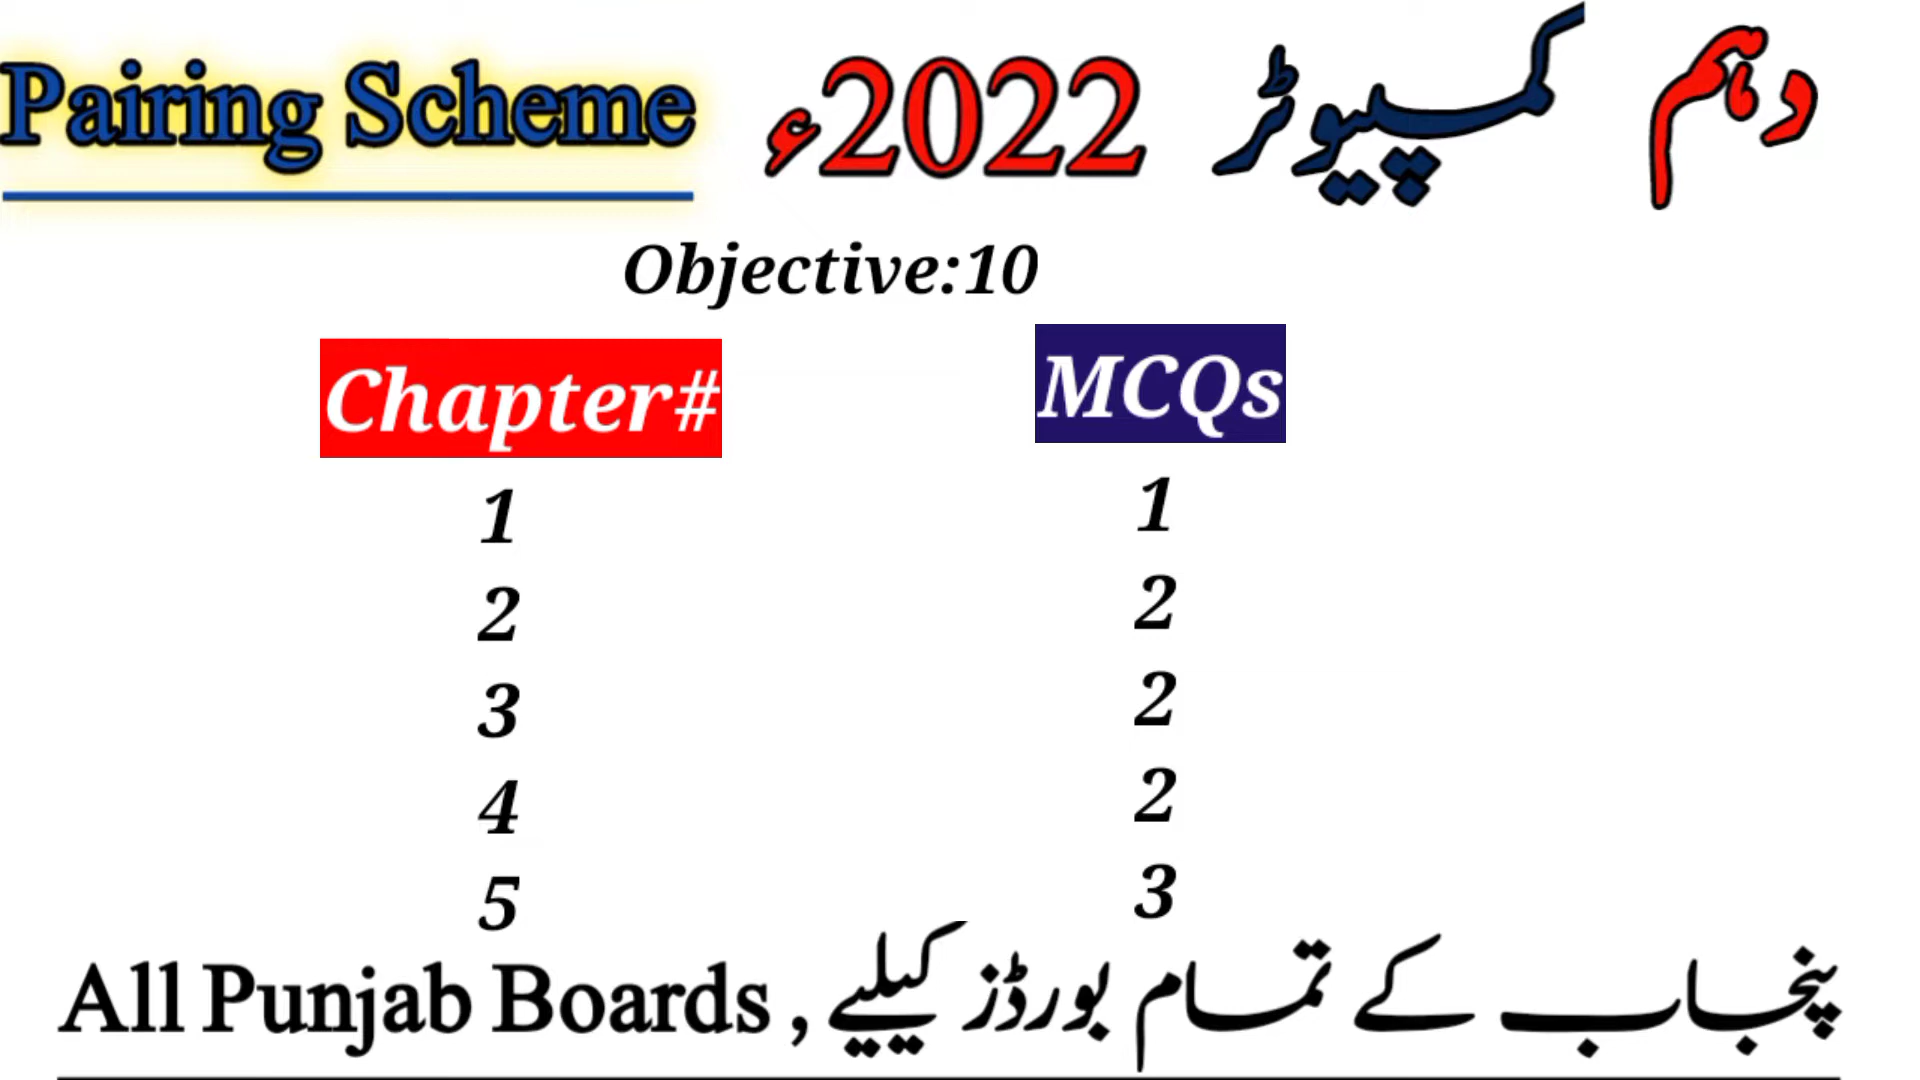 Pairing Scheme دہم کمپیوٹر 2022ء
Objective:10
Chapter# MCQs
1 1
2 2
3 2
4 2
5 3
All Punjab Boards , پنجاب کے تمام بورڈز کیلیے